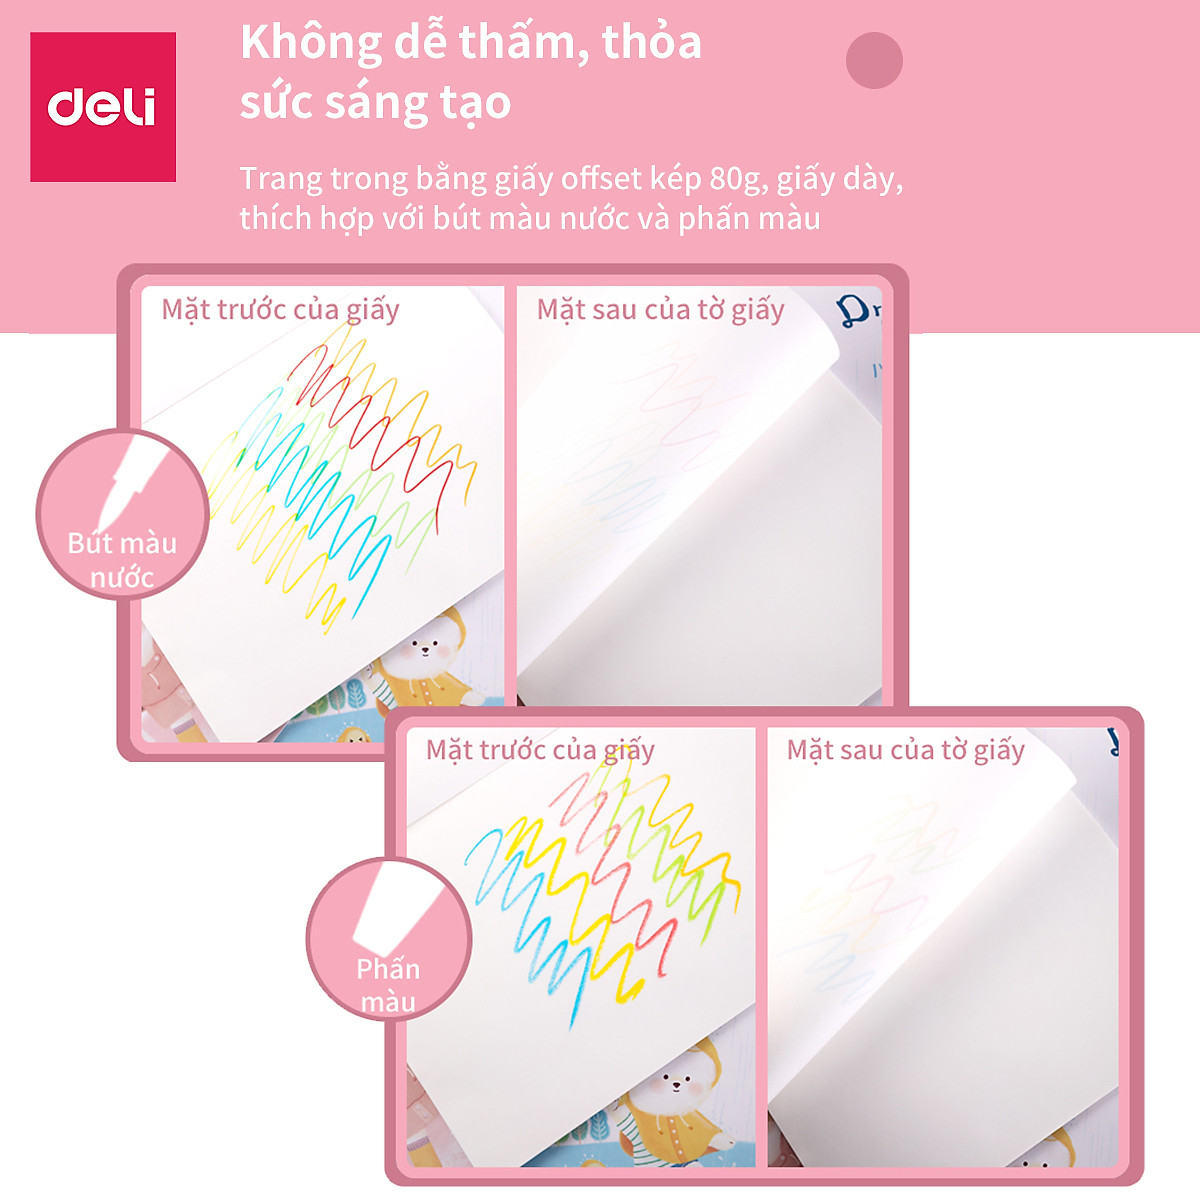 deli
Không dễ thấm, thỏa
sức sáng tạo
Trang trong bằng giấy offset kép 80g, giấy dày,
thích hợp với bút màu nước và phấn màu
Mặt trước của giấy
Mặt sau của tờ giấy
Bút màu
nước
Mặt trước của giấy
Mặt sau của tờ giấy
Phấn
màu